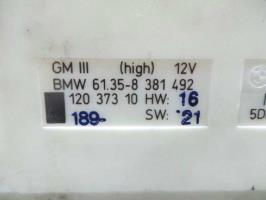 GM III (high) 12V
BMW 61.35-8 381 492
120 373 10 HW: 16
189- SW: 21
5D